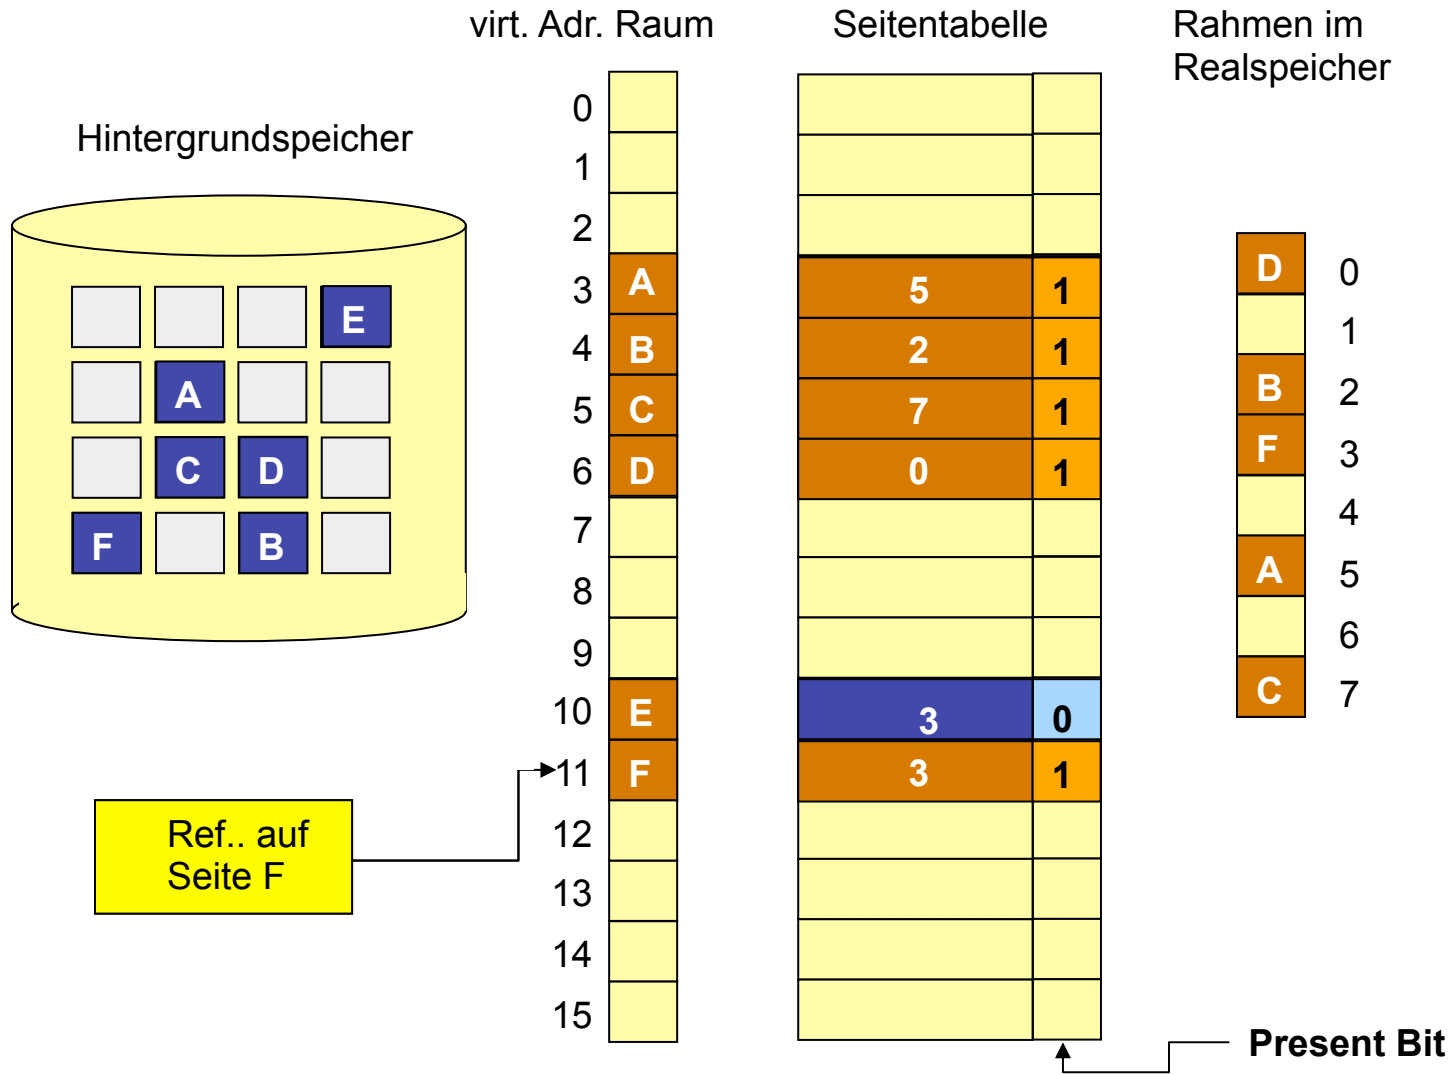 virt. Adr. Raum
Seitentabelle
Rahmen im
Realspeicher
Hintergrundspeicher
E
A
C D
F B
0
1
2
3 A 5 1
4 B 2 1
5 C 7 1
6 D 0 1
7
8
9
10 E 3 0
11 F 3 1
12
13
14
15
D 0
1
B 2
F 3
4
A 5
6
C 7
Ref.. auf
Seite F
Present Bit